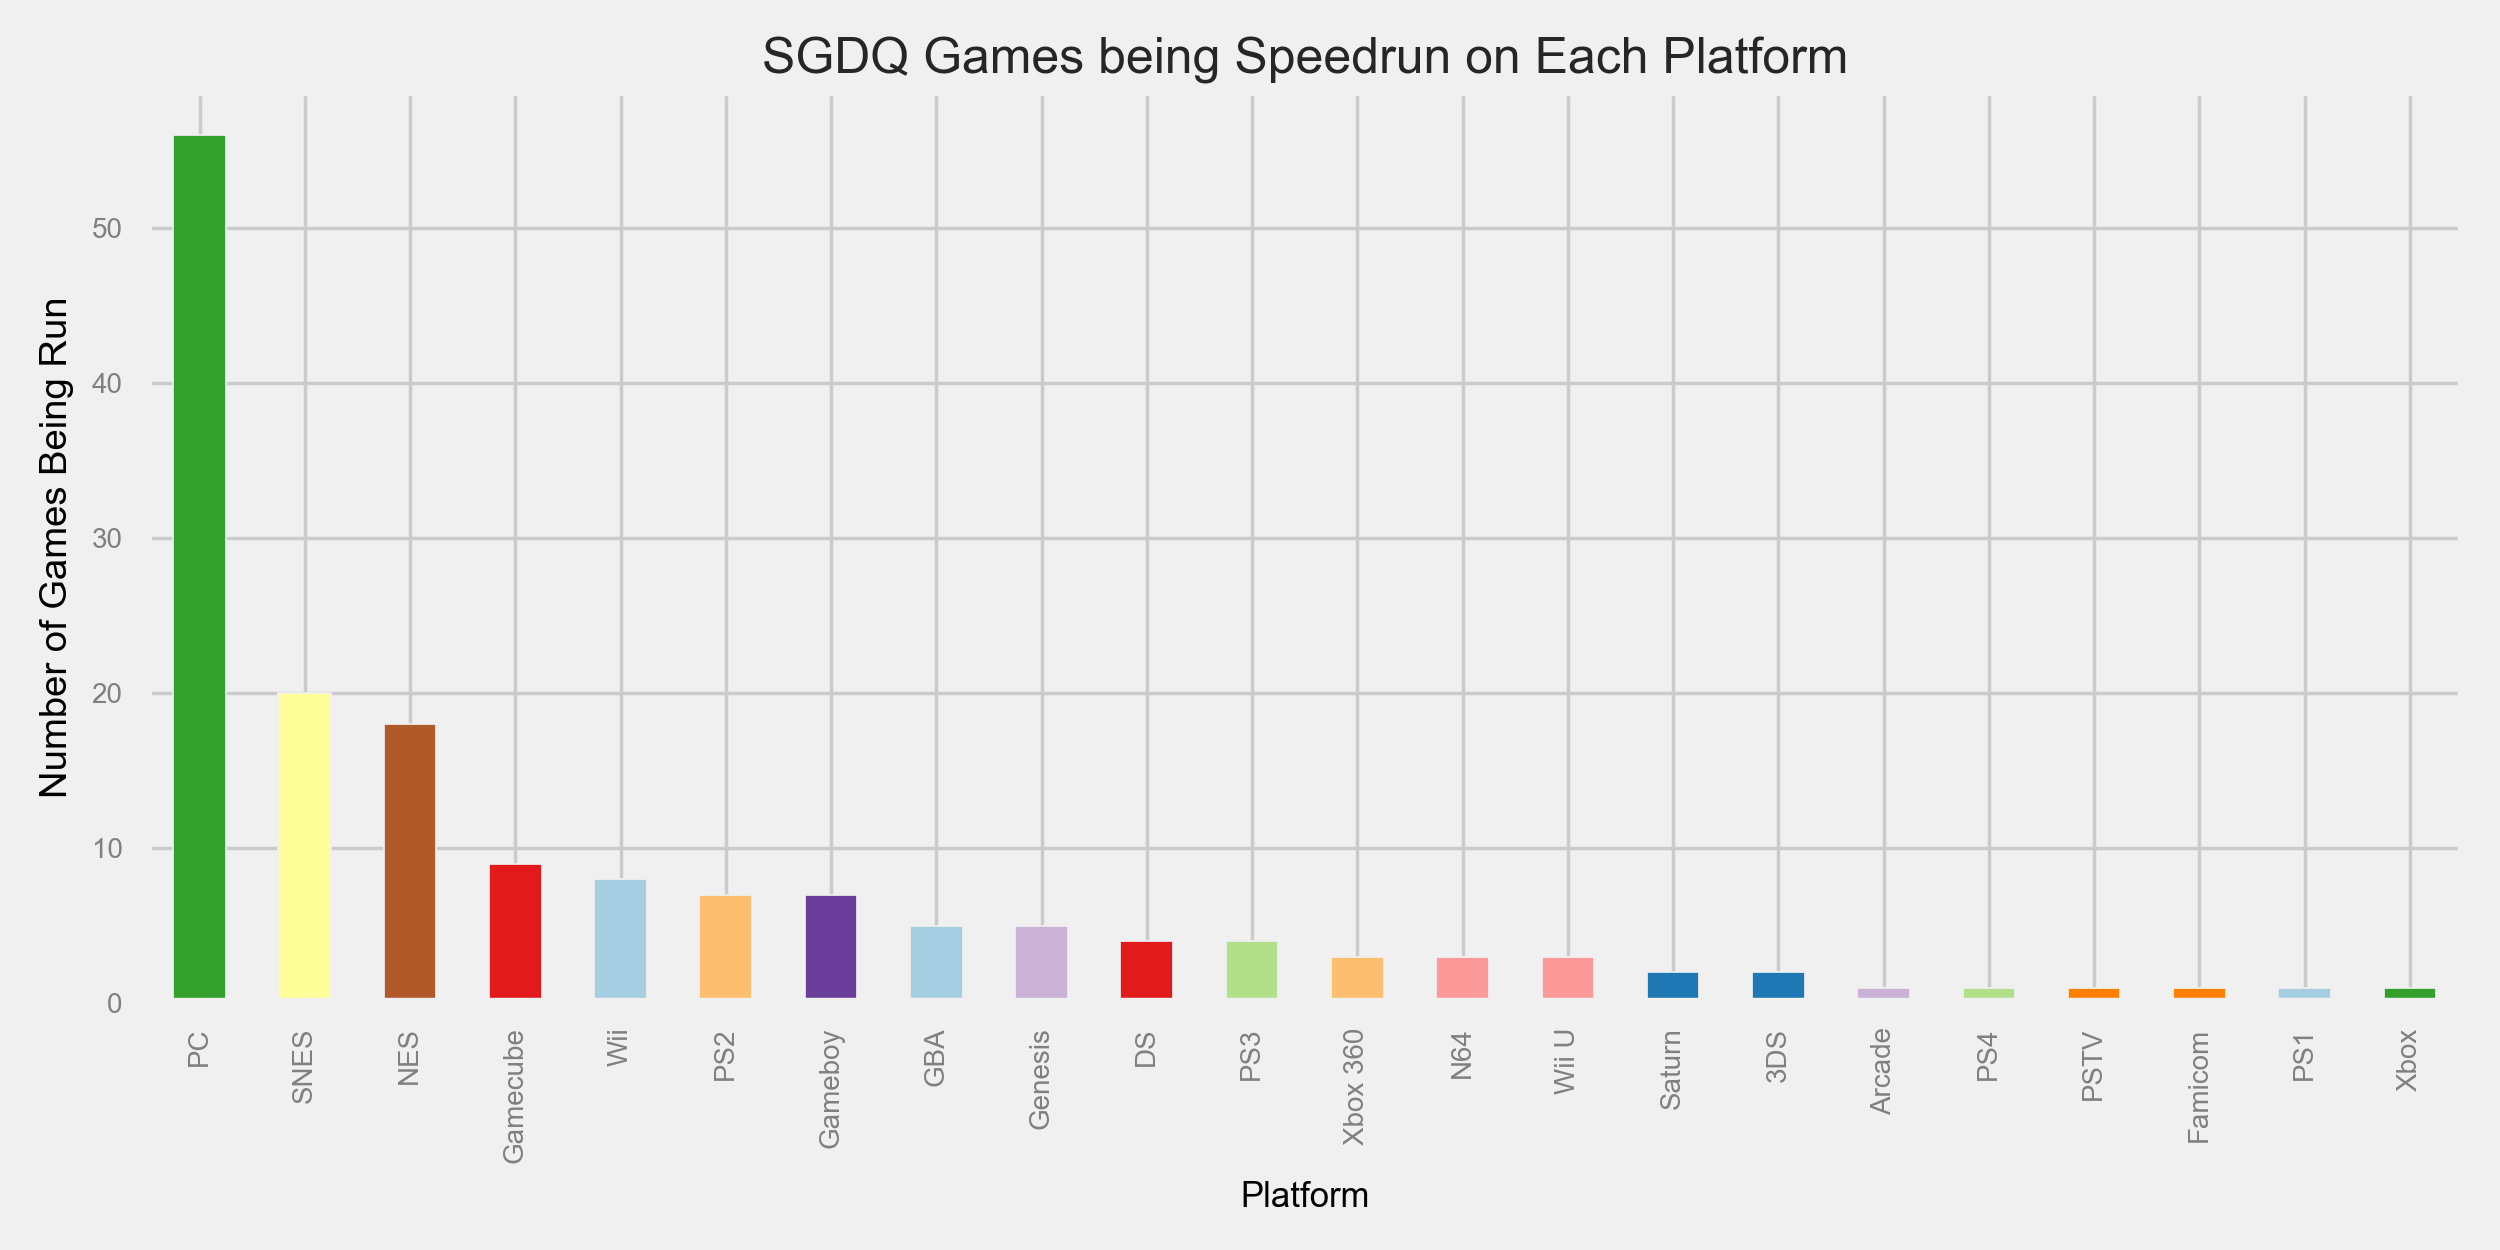 SGDQ Games being Speedrun on Each Platform
Number of Games Being Run
50
40
30
20
10
0
PC
SNES
NES
Gamecube
Wii
PS2
Gameboy
GBA
Genesis
DS
PS3
Xbox 360
N64
Wii U
Saturn
3DS
Arcade
PS4
PSTV
Famicom
PS1
Xbox
Platform